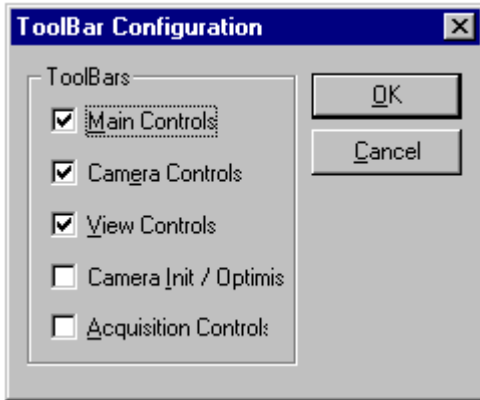 ToolBar Configuration
ToolBars
Main Controls
Camera Controls
View Controls
Camera Init / Optimis
Acquisition Controls
OK
Cancel